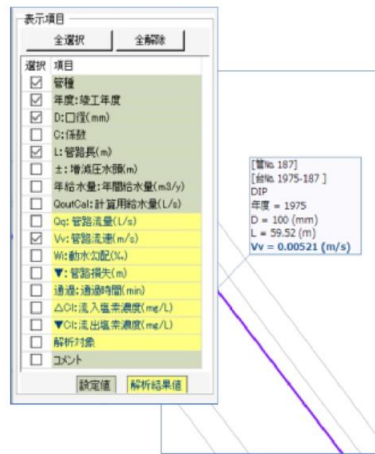 表示項目
全選択 全解除
選択 項目
管種
年度:竣工年度
D:口径(mm)
C:係数
L:管路長(m)
±:増減圧水頭(m)
年給水量:年間給水量(m3/y)
QoutCal:計算用給水量(L/s)
Qq:管路流量(L/s)
Vv:管路流速(m/s)
Wi:動水勾配(‰)
▼:管路損失(m)
通過:通過時間(min)
△Cl:流入塩素濃度(mg/L)
▼Cl:流出塩素濃度(mg/L)
解析対象
コメント
設定値 解析結果値
[管No. 187]
[台No. 1975-187 ]
DIP
年度 = 1975
D = 100 (mm)
L = 59.52 (m)
Vv = 0.00521 (m/s)